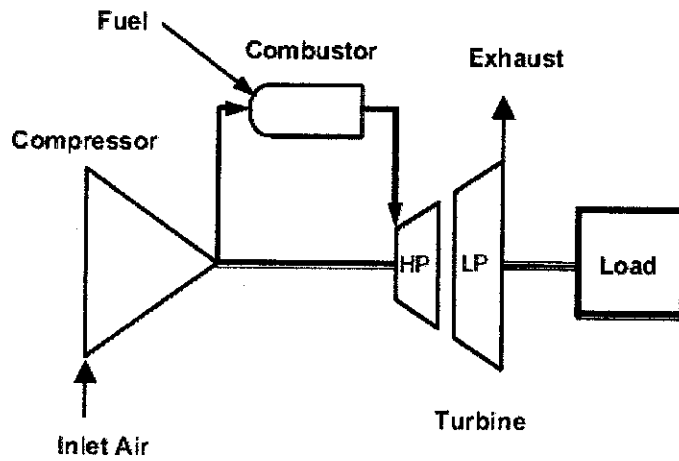 Fuel
Combustor
Exhaust
Compressor
HP
LP
Load
Turbine
Inlet Air